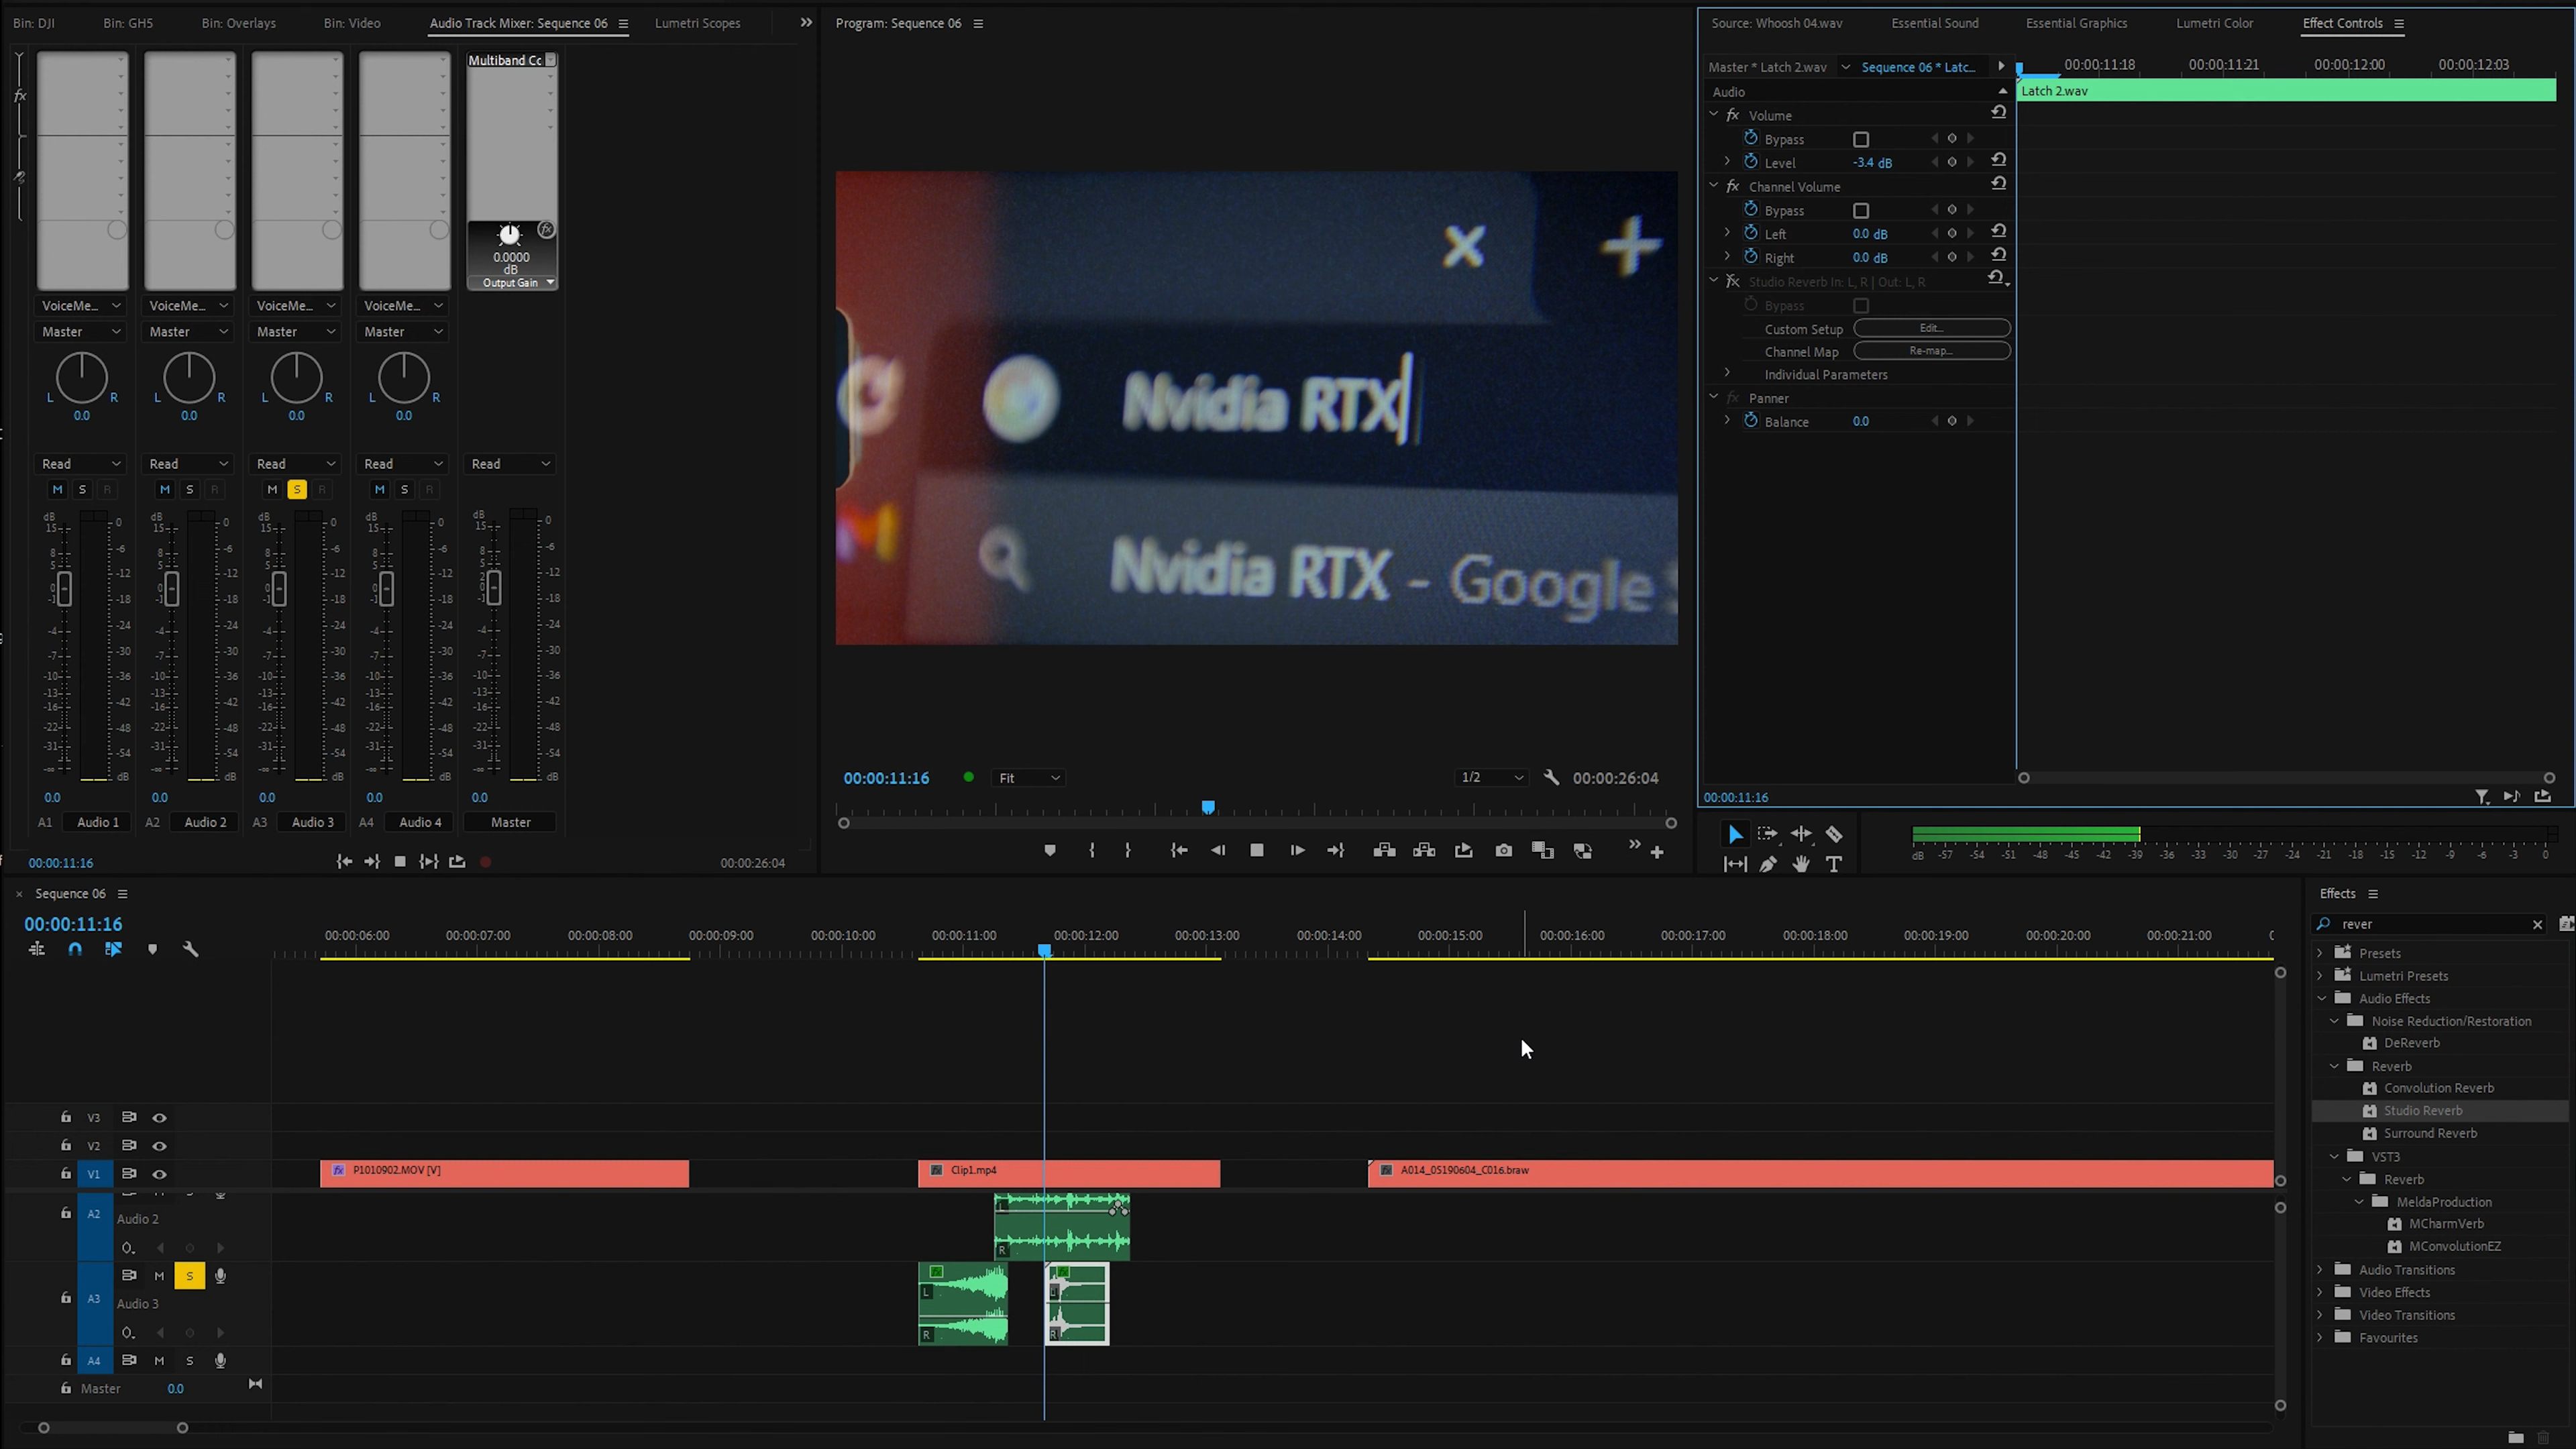 Bin: DJI Bin: GH5 Bin: Overlays Bin: Video Audio Track Mixer: Sequence 06 Lumetri Scopes
Multiband Cc
0.0000
dB
Output Gain
VoiceMe... VoiceMe... VoiceMe... VoiceMe...
Master Master Master Master
L R L R L R L R
0.0 0.0 0.0 0.0
Read Read Read Read Read
M S R M S R M S R M S R
0.0 0.0 0.0 0.0 0.0
A1 Audio 1 A2 Audio 2 A3 Audio 3 A4 Audio 4 Master
00:00:11:16 00:00:26:04
Program: Sequence 06
Nvidia RTX
Nvidia RTX - Google
00:00:11:16 Fit 1/2 00:00:26:04
Source: Whoosh 04.wav Essential Sound Essential Graphics Lumetri Color Effect Controls
Master * Latch 2.wav Sequence 06 * Latc...
00:00:11:18 00:00:11:21 00:00:12:00 00:00:12:03
Audio
Latch 2.wav
fx Volume
Bypass
Level -3.4 dB
fx Channel Volume
Bypass
Left 0.0 dB
Right 0.0 dB
fx Studio Reverb In: L, R | Out: L, R
Bypass
Custom Setup Edit...
Channel Map Re-map...
Individual Parameters
fx Panner
Balance 0.0
00:00:11:16
dB -57 -54 -51 -48 -45 -42 -39 -36 -33 -30 -27 -24 -21 -18 -15 -12 -9 -6 -3 0
Sequence 06
00:00:11:16
00:00:06:00 00:00:07:00 00:00:08:00 00:00:09:00 00:00:10:00 00:00:11:00 00:00:12:00 00:00:13:00 00:00:14:00 00:00:15:00 00:00:16:00 00:00:17:00 00:00:18:00 00:00:19:00 00:00:20:00 00:00:21:00
V3
V2
V1 fx P1010902.MOV [V] Clip1.mp4 A014_05190604_C016.braw
A2 Audio 2
L
R
A3 M S
Audio 3
L
R
A4 M S
Master 0.0
Effects
rever
Presets
Lumetri Presets
Audio Effects
Noise Reduction/Restoration
DeReverb
Reverb
Convolution Reverb
Studio Reverb
Surround Reverb
VST3
Reverb
MeldaProduction
MCharmVerb
MConvolutionEZ
Audio Transitions
Video Effects
Video Transitions
Favourites